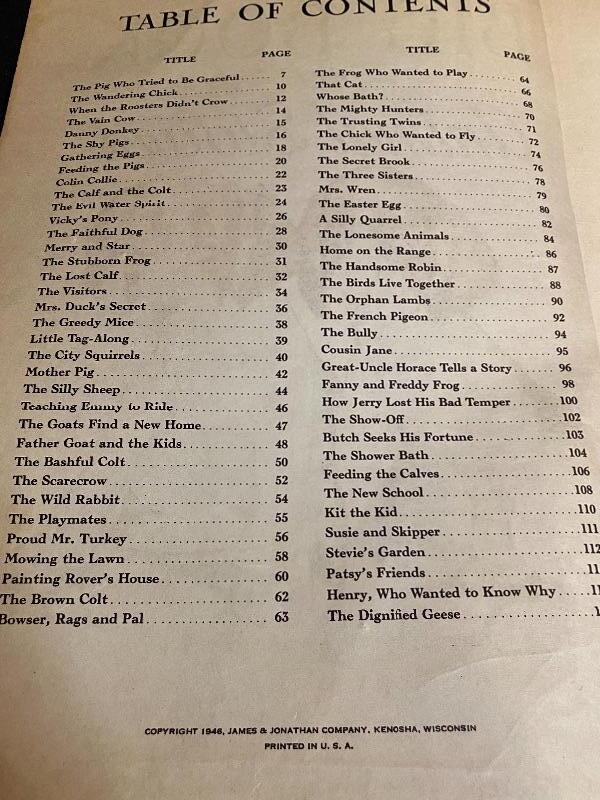 TABLE OF CONTENTS
TITLE PAGE
The Pig Who Tried to Be Graceful ...... 7
The Wandering Chick ...... 10
When the Roosters Didn't Crow ...... 12
The Vain Cow ...... 14
Danny Donkey ...... 15
The Shy Pigs ...... 16
Gathering Eggs ...... 18
Feeding the Pigs ...... 20
Colin Collie ...... 22
The Calf and the Colt ...... 23
The Evil Water Spirit ...... 24
Vicky's Pony ...... 26
The Faithful Dog ...... 28
Merry and Star ...... 30
The Stubborn Frog ...... 31
The Lost Calf ...... 32
The Visitors ...... 34
Mrs. Duck's Secret ...... 36
The Greedy Mice ...... 38
Little Tag-Along ...... 39
The City Squirrels ...... 40
Mother Pig ...... 42
The Silly Sheep ...... 44
Teaching Emmy to Ride ...... 46
The Goats Find a New Home ...... 47
Father Goat and the Kids ...... 48
The Bashful Colt ...... 50
The Scarecrow ...... 52
The Wild Rabbit ...... 54
The Playmates ...... 55
Proud Mr. Turkey ...... 56
Mowing the Lawn ...... 58
Painting Rover's House ...... 60
The Brown Colt ...... 62
Bowser, Rags and Pal ...... 63
TITLE PAGE
The Frog Who Wanted to Play ...... 64
That Cat ...... 66
Whose Bath? ...... 68
The Mighty Hunters ...... 70
The Trusting Twins ...... 71
The Chick Who Wanted to Fly ...... 72
The Lonely Girl ...... 74
The Secret Brook ...... 76
The Three Sisters ...... 78
Mrs. Wren ...... 79
The Easter Egg ...... 80
A Silly Quarrel ...... 82
The Lonesome Animals ...... 84
Home on the Range ...... 86
The Handsome Robin ...... 87
The Birds Live Together ...... 88
The Orphan Lambs ...... 90
The French Pigeon ...... 92
The Bully ...... 94
Cousin Jane ...... 95
Great-Uncle Horace Tells a Story ...... 96
Fanny and Freddy Frog ...... 98
How Jerry Lost His Bad Temper ...... 100
The Show-Off ...... 102
Butch Seeks His Fortune ...... 103
The Shower Bath ...... 104
Feeding the Calves ...... 106
The New School ...... 108
Kit the Kid ...... 110
Susie and Skipper ...... 111
Stevie's Garden ...... 112
Patsy's Friends ...... 11
Henry, Who Wanted to Know Why ...... 11
The Dignified Geese ...... 1
COPYRIGHT 1946, JAMES & JONATHAN COMPANY, KENOSHA, WISCONSIN
PRINTED IN U. S. A.